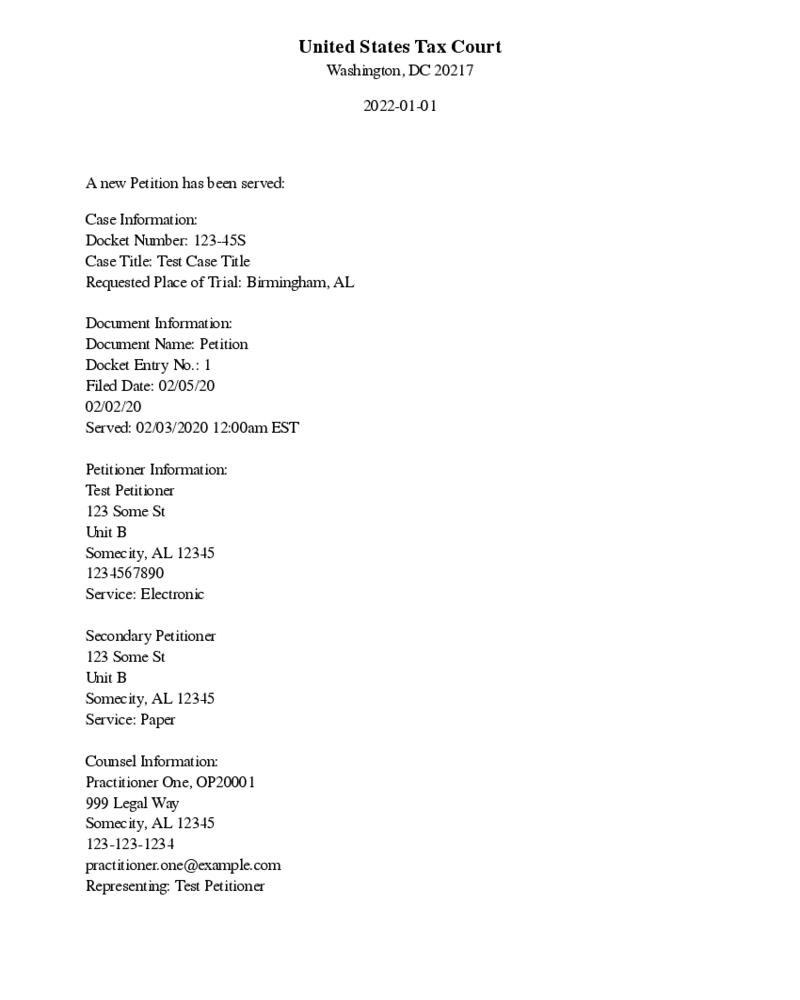 United States Tax Court
Washington, DC 20217
2022-01-01
A new Petition has been served:
Case Information:
Docket Number: 123-45S
Case Title: Test Case Title
Requested Place of Trial: Birmingham, AL
Document Information:
Document Name: Petition
Docket Entry No.: 1
Filed Date: 02/05/20
02/02/20
Served: 02/03/2020 12:00am EST
Petitioner Information:
Test Petitioner
123 Some St
Unit B
Somecity, AL 12345
1234567890
Service: Electronic
Secondary Petitioner
123 Some St
Unit B
Somecity, AL 12345
Service: Paper
Counsel Information:
Practitioner One, OP20001
999 Legal Way
Somecity, AL 12345
123-123-1234
practitioner.one@example.com
Representing: Test Petitioner